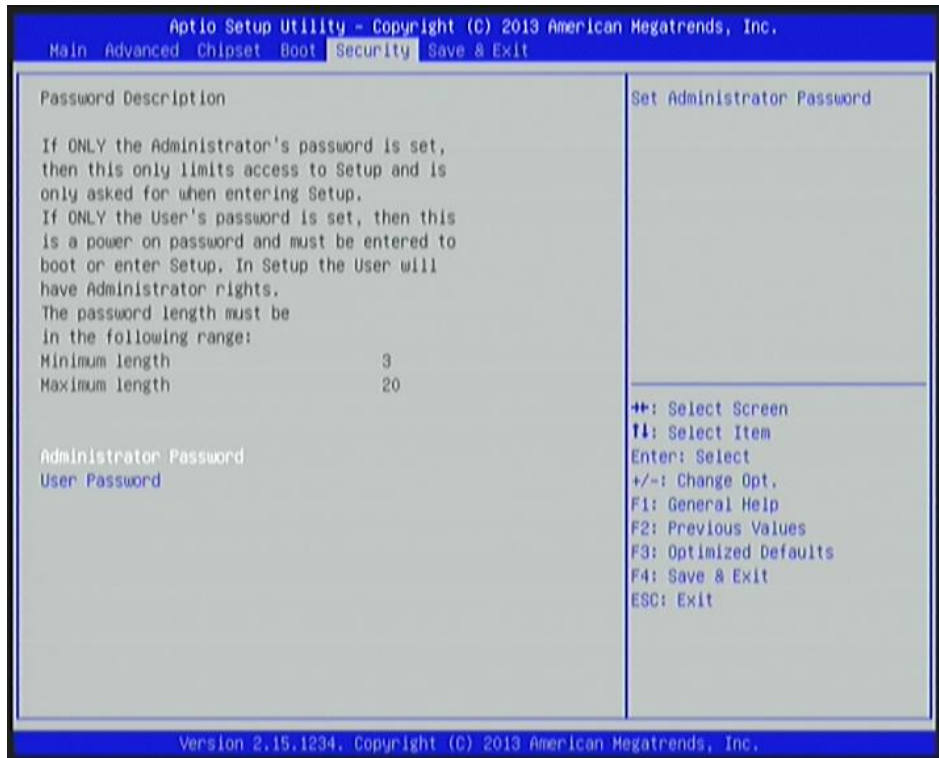 Aptio Setup Utility - Copyright (C) 2013 American Megatrends, Inc.
Main Advanced Chipset Boot Security Save & Exit
Password Description
If ONLY the Administrator's password is set,
then this only limits access to Setup and is
only asked for when entering Setup.
If ONLY the User's password is set, then this
is a power on password and must be entered to
boot or enter Setup. In Setup the User will
have Administrator rights.
The password length must be
in the following range:
Minimum length 3
Maximum length 20
Administrator Password
User Password
Set Administrator Password
→←: Select Screen
↑↓: Select Item
Enter: Select
+/-: Change Opt.
F1: General Help
F2: Previous Values
F3: Optimized Defaults
F4: Save & Exit
ESC: Exit
Version 2.15.1234. Copyright (C) 2013 American Megatrends, Inc.